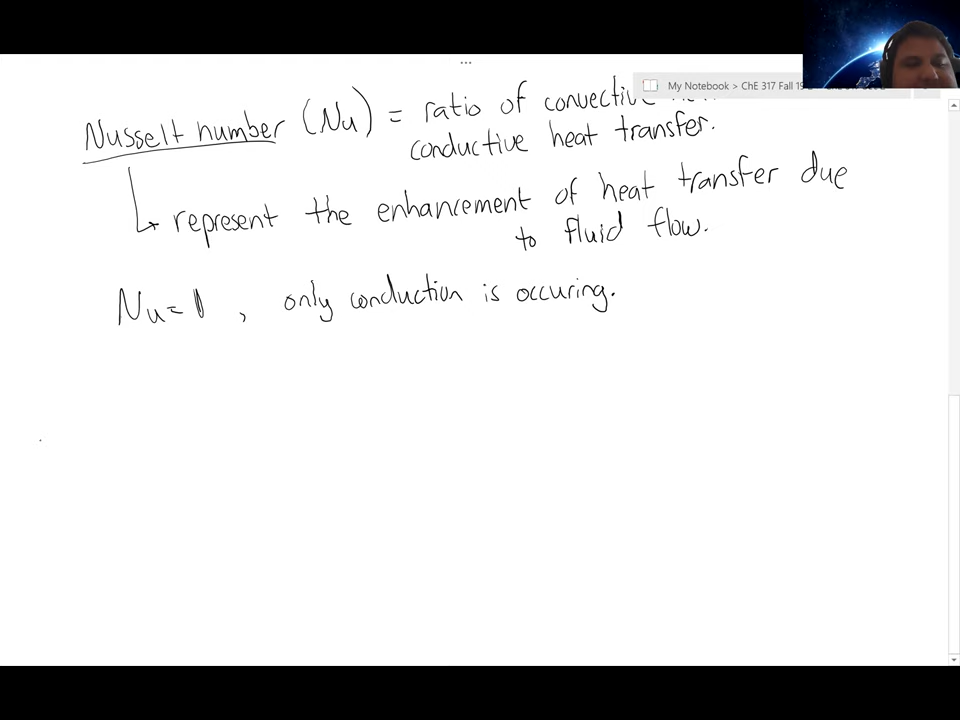 My Notebook > ChE 317 Fall 19
Nusselt number (Nu) = ratio of convective
conductive heat transfer.
represent the enhancement of heat transfer due
to fluid flow.
Nu = 1 , only conduction is occuring.